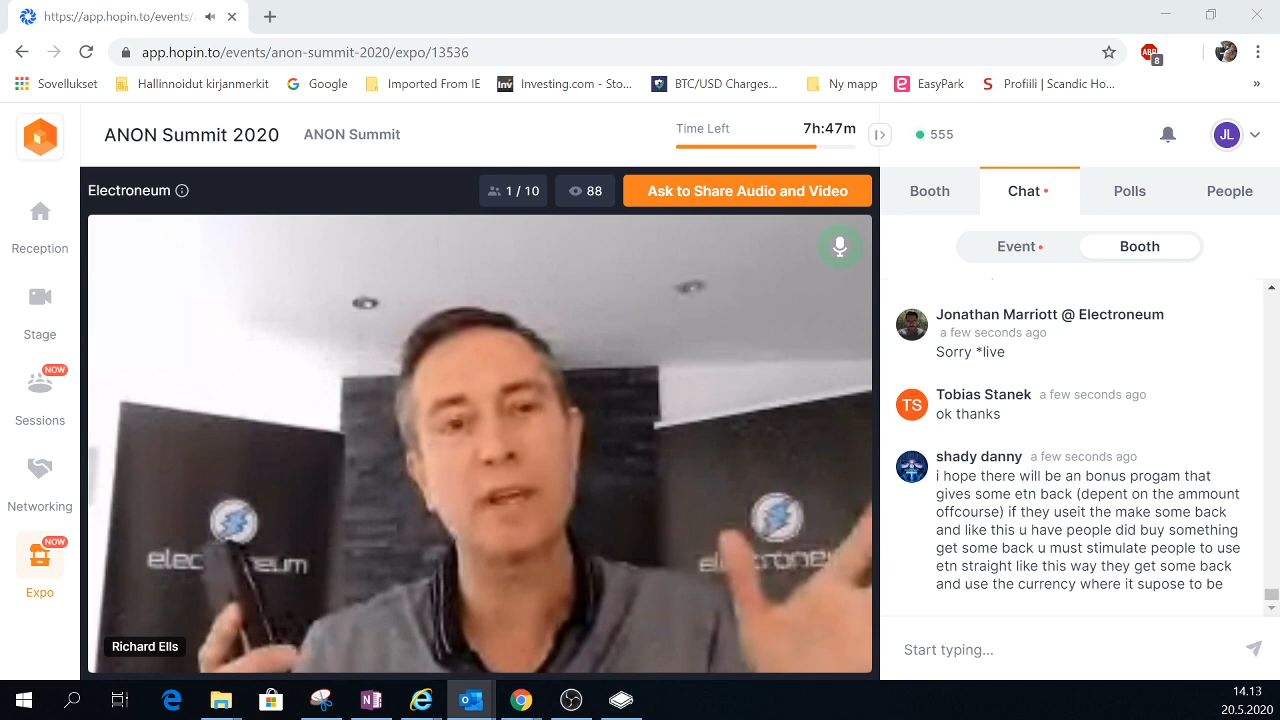 https://app.hopin.to/events/
app.hopin.to/events/anon-summit-2020/expo/13536
ABP
8
Sovellukset
Hallinnoidut kirjanmerkit
Google
Imported From IE
Inv
Investing.com - Sto...
BTC/USD Charges...
Ny mapp
EasyPark
S
Profiili | Scandic Ho...
»
ANON Summit 2020
ANON Summit
Time Left
7h:47m
555
JL
Reception
Stage
NOW
Sessions
Networking
NOW
Expo
Electroneum
1 / 10
88
Ask to Share Audio and Video
electroneum
electroneu
Richard Ells
Booth
Chat
Polls
People
Event
Booth
Jonathan Marriott @ Electroneum
a few seconds ago
Sorry *live
TS
Tobias Stanek a few seconds ago
ok thanks
shady danny a few seconds ago
i hope there will be an bonus progam that
gives some etn back (depent on the ammount
offcourse) if they useit the make some back
and like this u have people did buy something
get some back u must stimulate people to use
etn straight like this way they get some back
and use the currency where it supose to be
Start typing...
14.13
20.5.2020